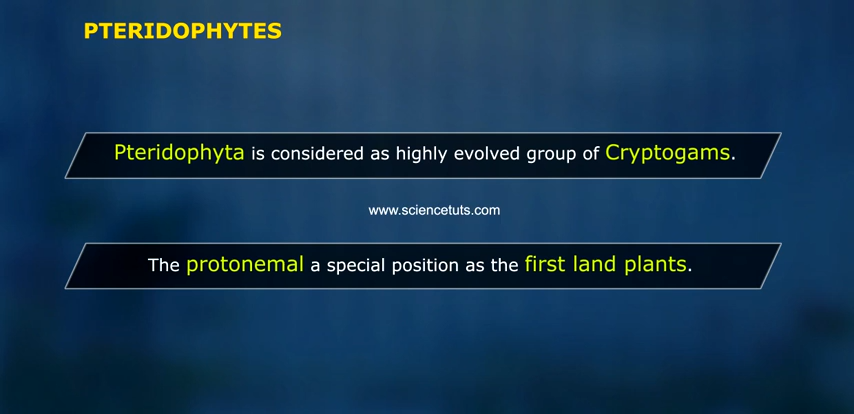 PTERIDOPHYTES
Pteridophyta is considered as highly evolved group of Cryptogams.
www.sciencetuts.com
The protonemal a special position as the first land plants.